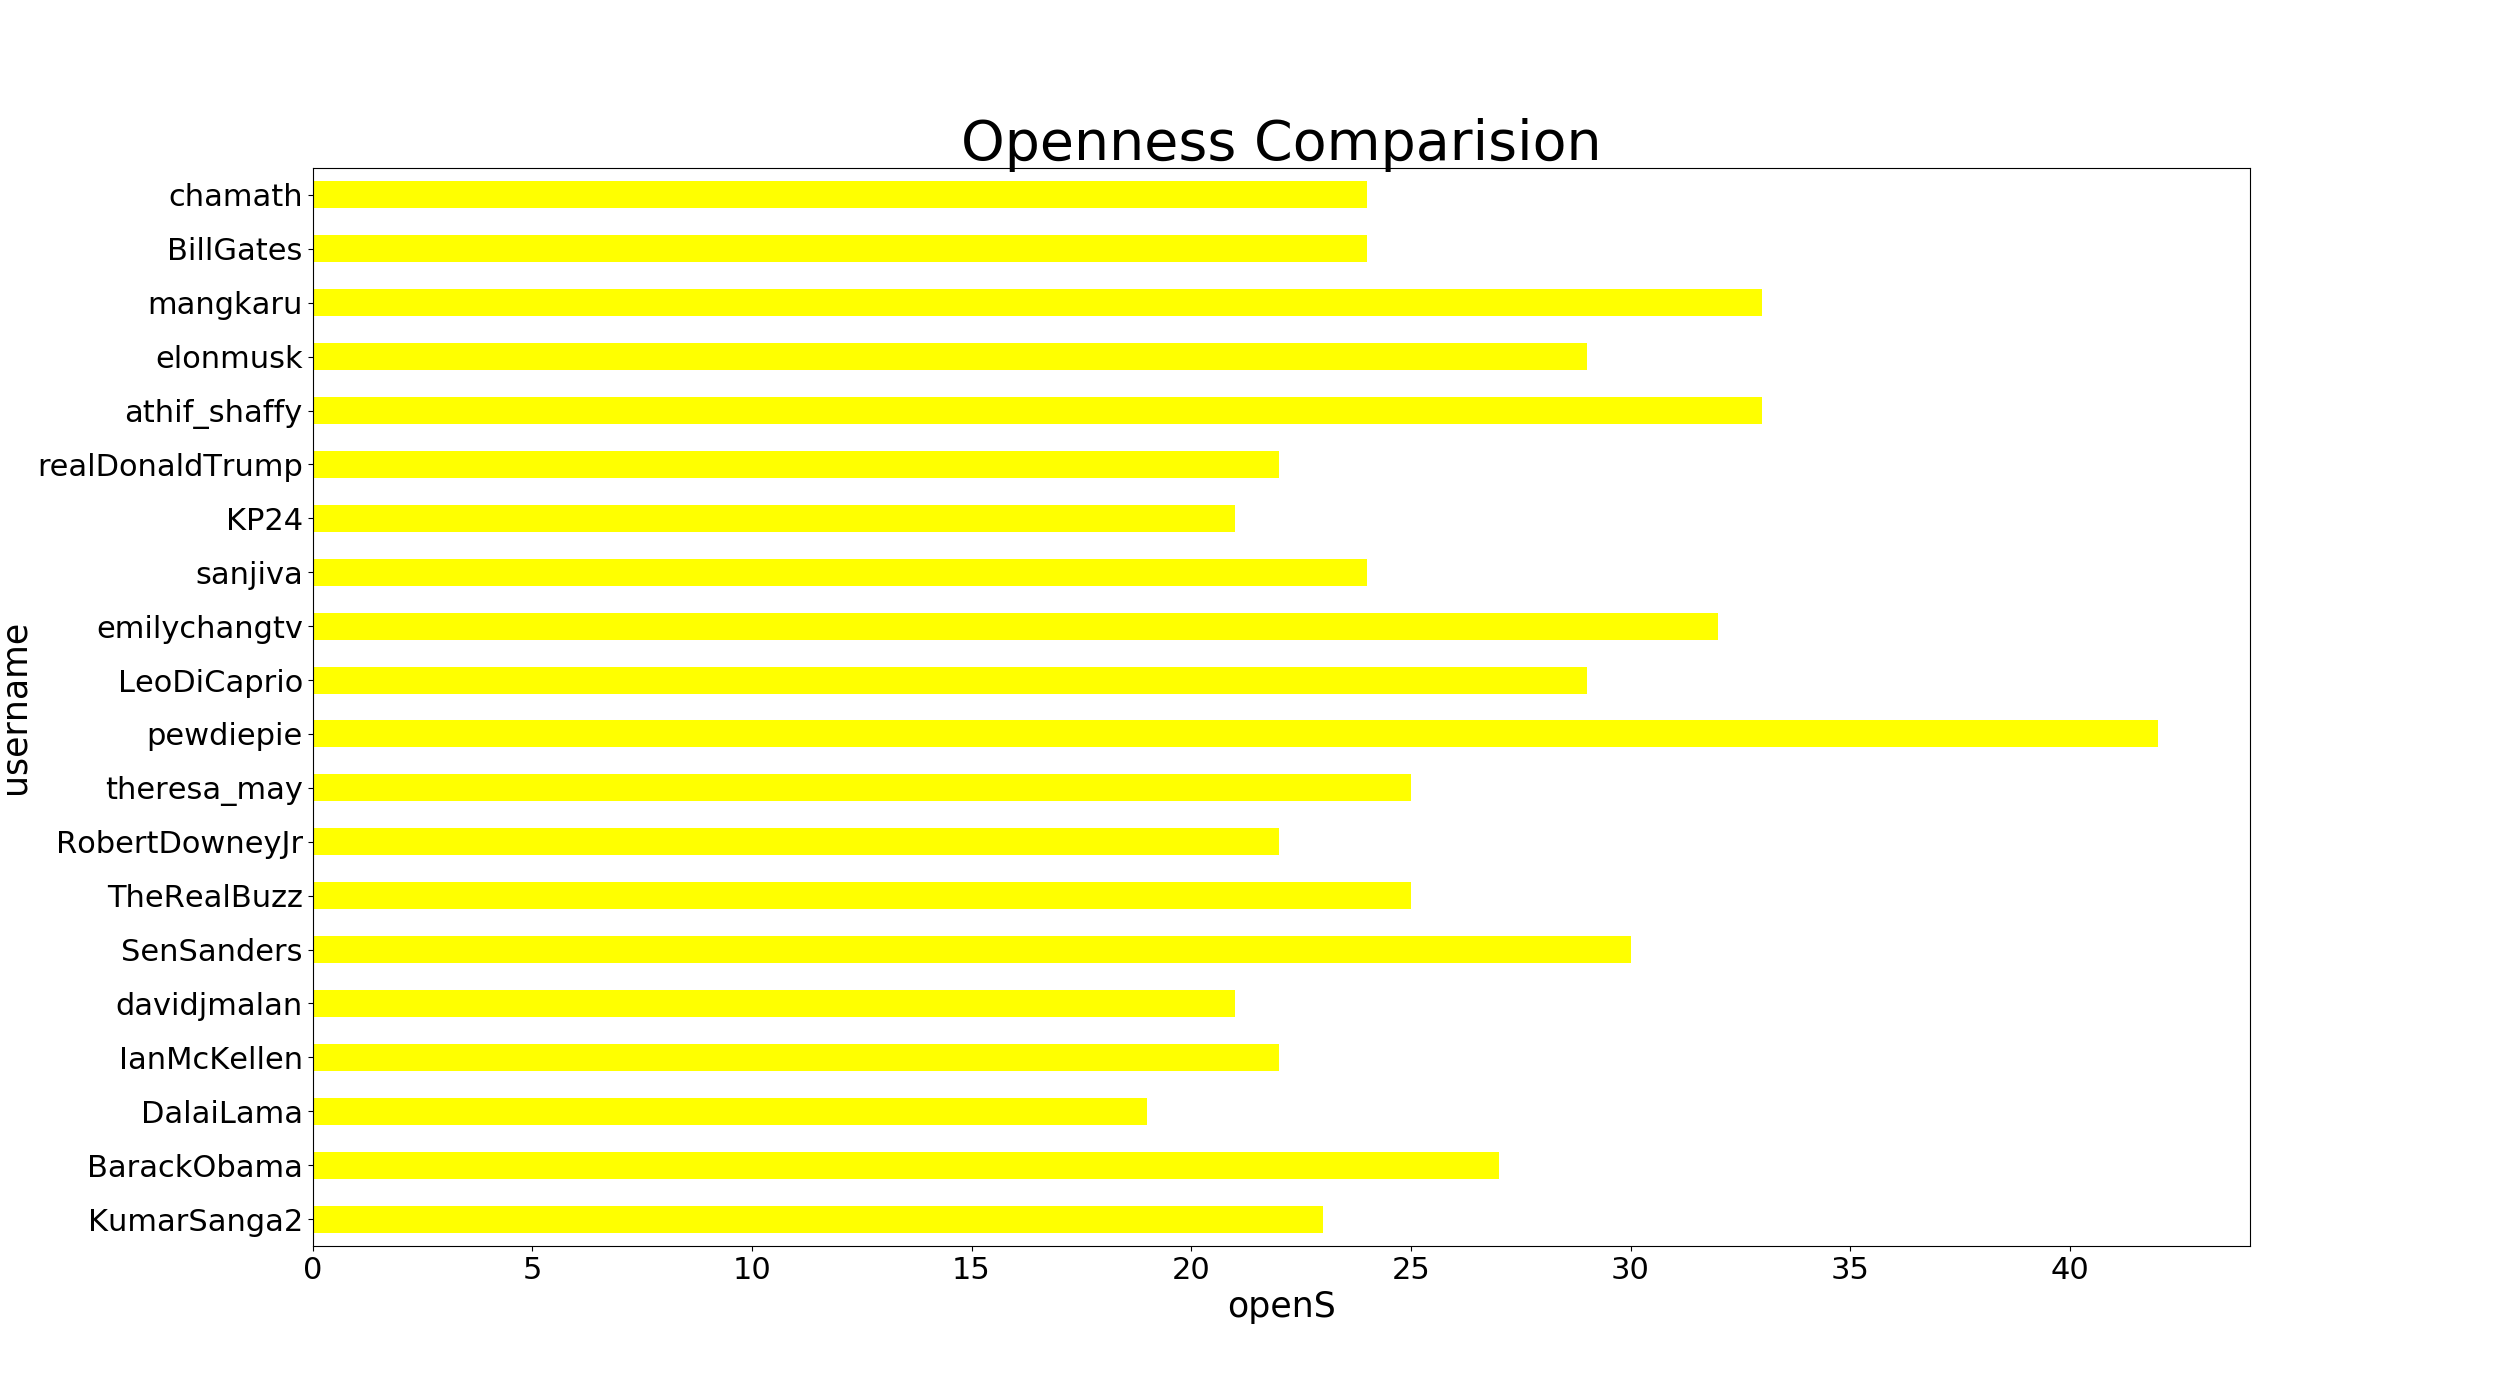 Openness Comparision
chamath
BillGates
mangkaru
elonmusk
athif_shaffy
realDonaldTrump
KP24
sanjiva
emilychangtv
LeoDiCaprio
pewdiepie
theresa_may
RobertDowneyJr
TheRealBuzz
SenSanders
davidjmalan
IanMcKellen
DalaiLama
BarackObama
KumarSanga2
username
0 5 10 15 20 25 30 35 40
openS